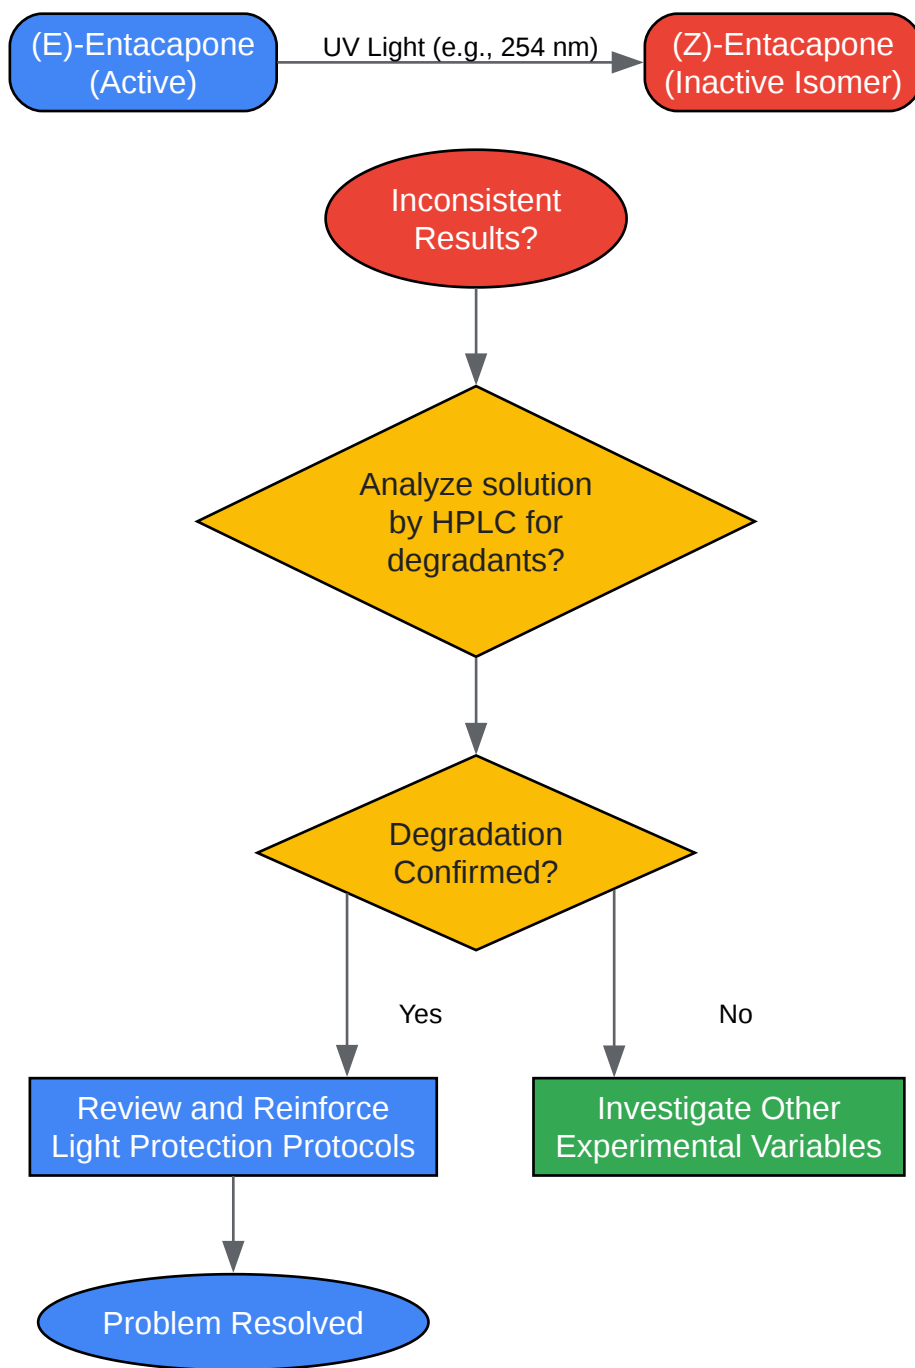 (E)-Entacapone
(Active)
UV Light (e.g., 254 nm)
(Z)-Entacapone
(Inactive Isomer)
Inconsistent
Results?
Analyze solution
by HPLC for
degradants?
Degradation
Confirmed?
Yes
No
Review and Reinforce
Light Protection Protocols
Investigate Other
Experimental Variables
Problem Resolved